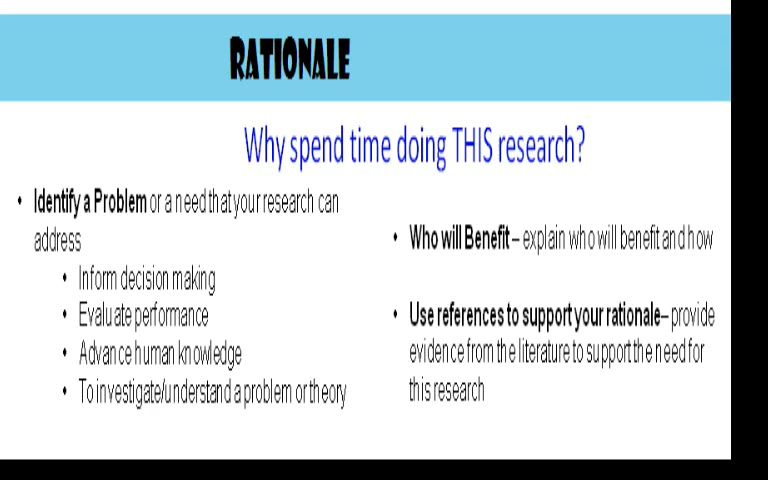 RATIONALE
Why spend time doing THIS research?
• Identify a Problem or a need that your research can
address
• Inform decision making
• Evaluate performance
• Advance human knowledge
• To investigate/understand a problem or theory
• Who will Benefit – explain who will benefit and how
• Use references to support your rationale– provide
evidence from the literature to support the need for
this research